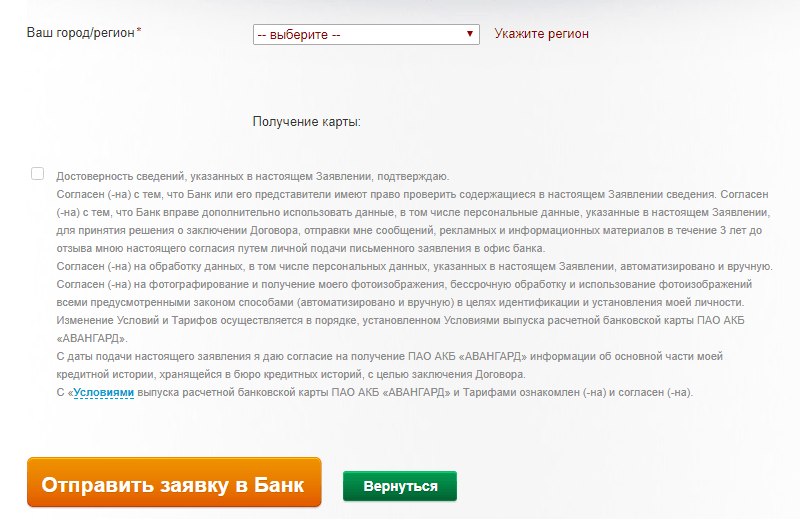 Ваш город/регион* -- выберите -- Укажите регион
Получение карты:
Достоверность сведений, указанных в настоящем Заявлении, подтверждаю.
Согласен (-на) с тем, что Банк или его представители имеют право проверить содержащиеся в настоящем Заявлении сведения. Согласен
(-на) с тем, что Банк вправе дополнительно использовать данные, в том числе персональные данные, указанные в настоящем Заявлении,
для принятия решения о заключении Договора, отправки мне сообщений, рекламных и информационных материалов в течение 3 лет до
отзыва мною настоящего согласия путем личной подачи письменного заявления в офис банка.
Согласен (-на) на обработку данных, в том числе персональных данных, указанных в настоящем Заявлении, автоматизировано и вручную.
Согласен (-на) на фотографирование и получение моего фотоизображения, бессрочную обработку и использование фотоизображений
всеми предусмотренными законом способами (автоматизировано и вручную) в целях идентификации и установления моей личности.
Изменение Условий и Тарифов осуществляется в порядке, установленном Условиями выпуска расчетной банковской карты ПАО АКБ
«АВАНГАРД».
С даты подачи настоящего заявления я даю согласие на получение ПАО АКБ «АВАНГАРД» информации об основной части моей
кредитной истории, хранящейся в бюро кредитных историй, с целью заключения Договора.
С «Условиями выпуска расчетной банковской карты ПАО АКБ «АВАНГАРД» и Тарифами ознакомлен (-на) и согласен (-на).
Отправить заявку в Банк Вернуться